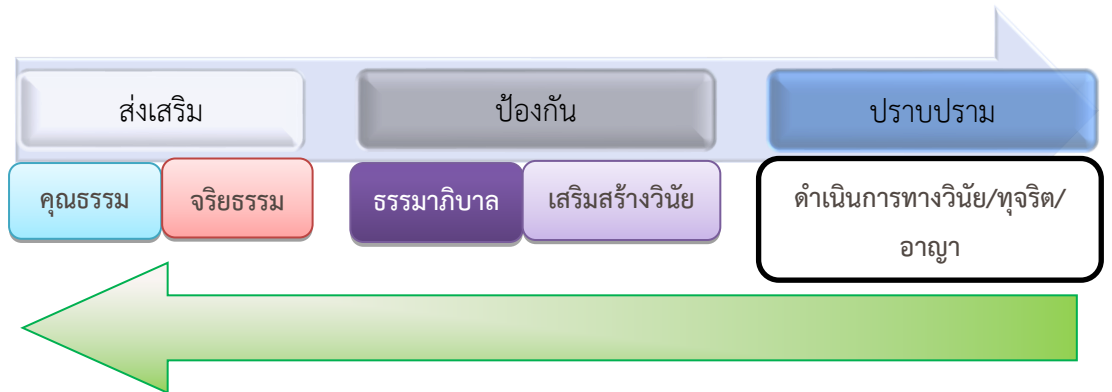 ส่งเสริม
ป้องกัน
ปราบปราม
คุณธรรม
จริยธรรม
ธรรมาภิบาล
เสริมสร้างวินัย
ดำเนินการทางวินัย/ทุจริต/
อาญา